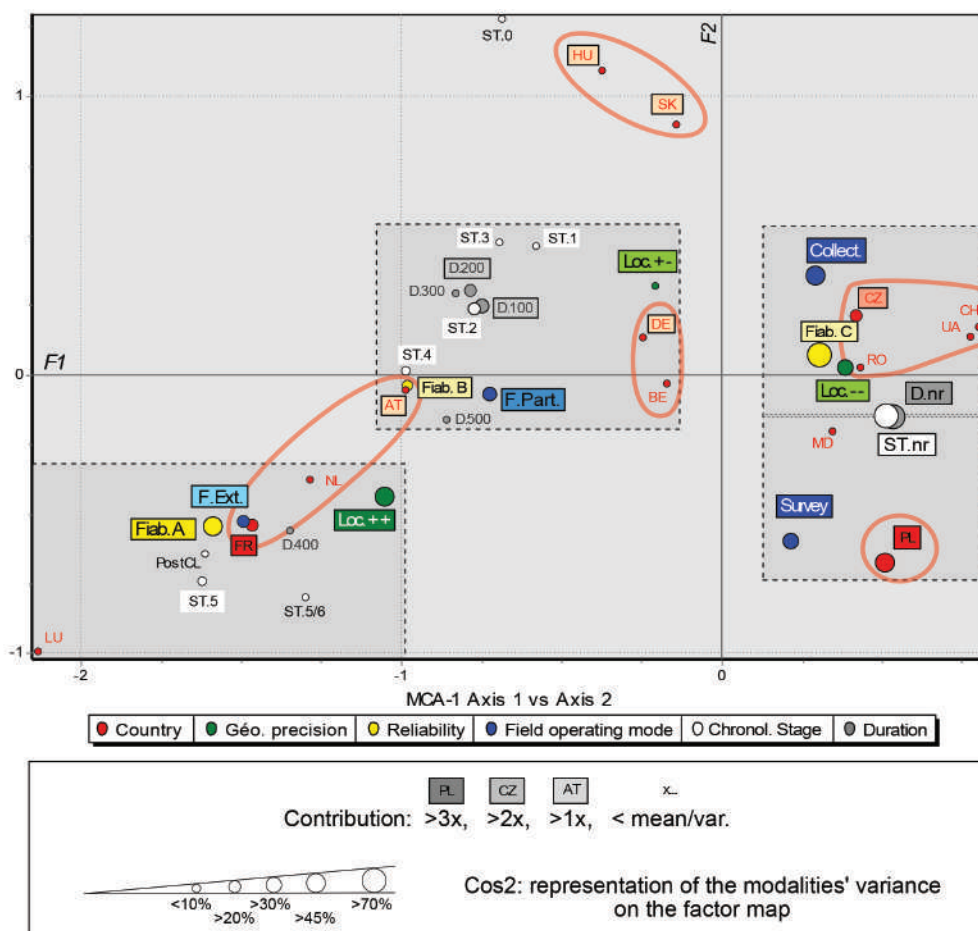 F2
ST.0
HU
1
SK
ST.3
ST.1
Collect.
Loc. +-
D.200
D.300
CZ
D.100
CH
DE
ST.2
UA
Fiab. C
F1
ST.4
RO
0
Fiab. B
Loc. --
D.nr
AT
F.Part.
BE
D.500
MD
ST.nr
NL
F.Ext.
Survey
Fiab. A
Loc. ++
FR
D.400
PL
PostCL
ST.5
ST.5/6
LU
-1
-2
-1
0
MCA-1 Axis 1 vs Axis 2
Country
Géo. precision
Reliability
Field operating mode
Chronol. Stage
Duration
PL
CZ
AT
x...
Contribution: >3x, >2x, >1x, < mean/var.
<10%
>20%
>30%
>45%
>70%
Cos2: representation of the modalities' variance
on the factor map